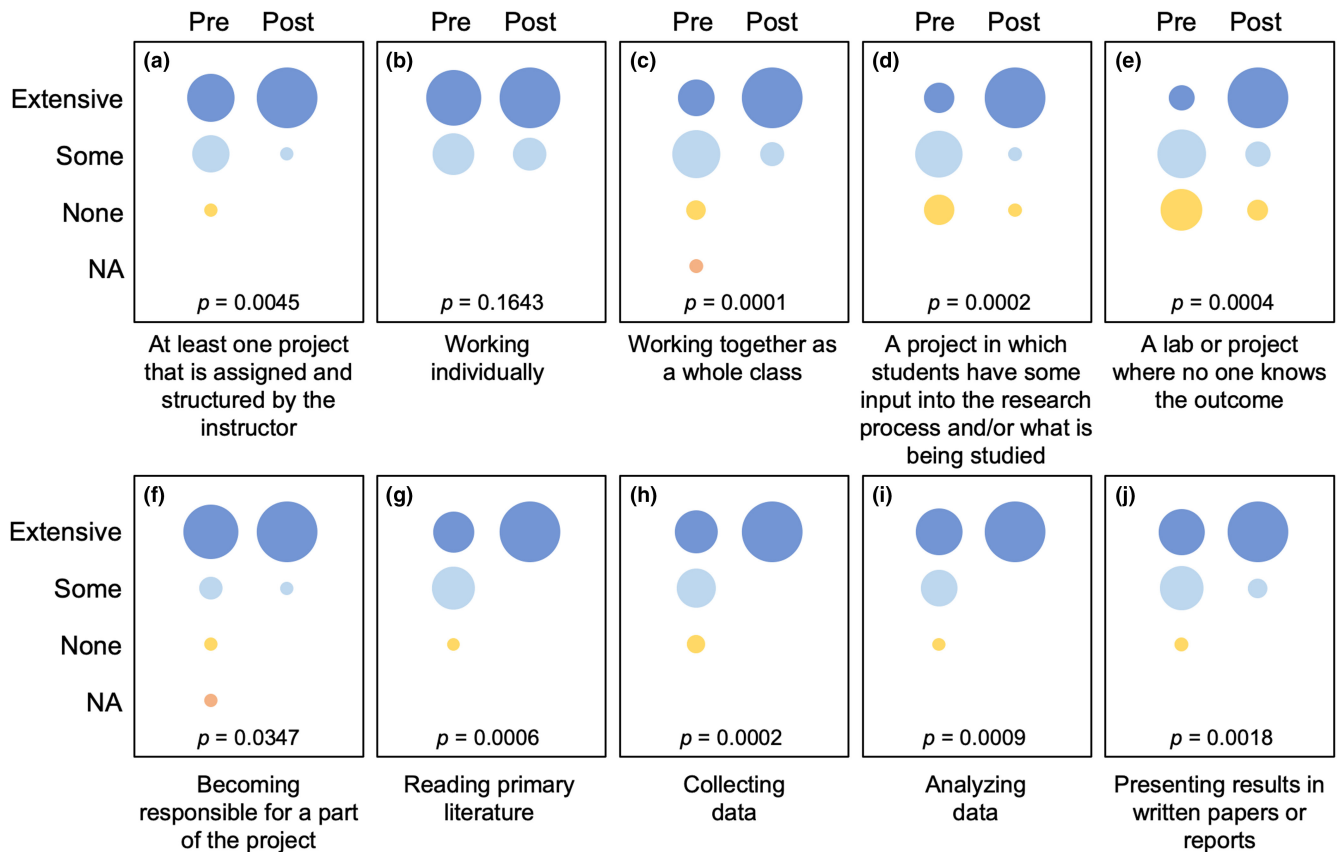 Pre Post Pre Post Pre Post Pre Post Pre Post
(a) (b) (c) (d) (e)
Extensive
Some
None
NA
p = 0.0045 p = 0.1643 p = 0.0001 p = 0.0002 p = 0.0004
At least one project
that is assigned and
structured by the
instructor
Working
individually
Working together as
a whole class
A project in which
students have some
input into the research
process and/or what is
being studied
A lab or project
where no one knows
the outcome
(f) (g) (h) (i) (j)
Extensive
Some
None
NA
p = 0.0347 p = 0.0006 p = 0.0002 p = 0.0009 p = 0.0018
Becoming
responsible for a part
of the project
Reading primary
literature
Collecting
data
Analyzing
data
Presenting results in
written papers or
reports